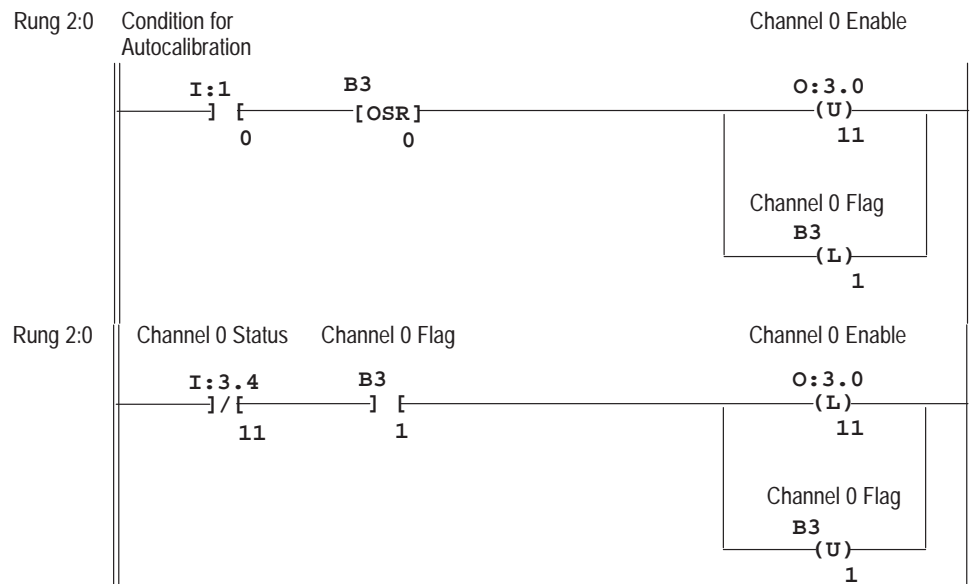 Rung 2:0 Condition for Channel 0 Enable
Autocalibration
I:1 B3 O:3.0
] [ [OSR] (U)
0 0 11
Channel 0 Flag
B3
(L)
1
Rung 2:0 Channel 0 Status Channel 0 Flag Channel 0 Enable
I:3.4 B3 O:3.0
]/[ ] [ (L)
11 1 11
Channel 0 Flag
B3
(U)
1